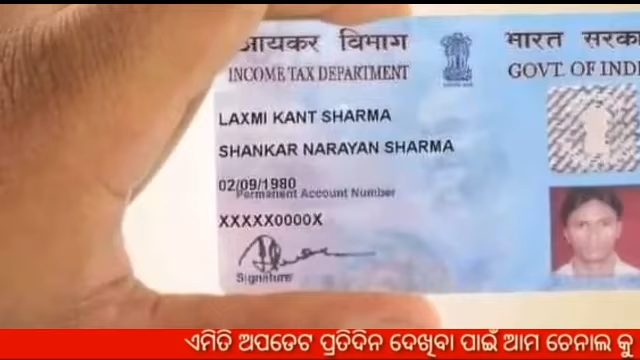 आयकर विभाग
भारत सरका
INCOME TAX DEPARTMENT
GOVT. OF INDI
LAXMI KANT SHARMA
SHANKAR NARAYAN SHARMA
02/09/1980
Permanent Account Number
XXXXX0000X
Signature
ଏମିତି ଅପଡେଟ ପ୍ରତିଦିନ ଦେଖିବା ପାଇଁ ଆମ ଚେନାଲ କୁ